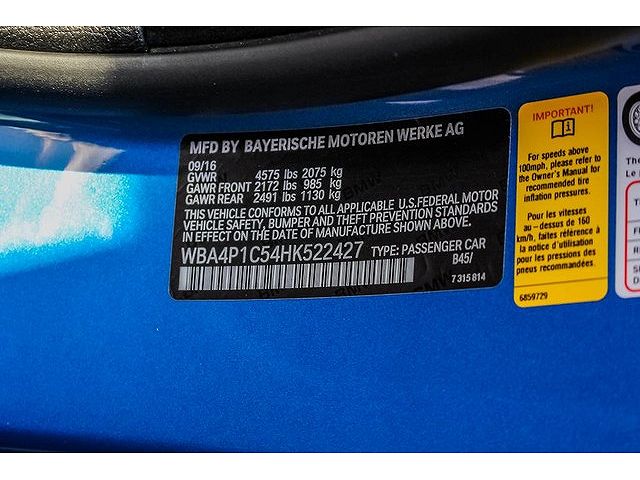 MFD BY BAYERISCHE MOTOREN WERKE AG
09/16
GVWR 4575 lbs 2075 kg
GAWR FRONT 2172 lbs 985 kg
GAWR REAR 2491 lbs 1130 kg
THIS VEHICLE CONFORMS TO ALL APPLICABLE U.S.FEDERAL MOTOR
VEHICLE SAFETY, BUMPER AND THEFT PREVENTION STANDARDS
IN EFFECT ON THE DATE OF MANUFACTURE SHOWN ABOVE.
WBA4P1C54HK522427 TYPE: PASSENGER CAR
B45/
7 315 814
IMPORTANT!
For speeds above
100mph, please refer to
the Owner's Manual for
recommended tire
inflation pressures.
Pour les vitesses
au-dessus de 160
km/h, faites référence à
la notice d'utilisation
pour les pressions des
pneus recommandées.
6859729